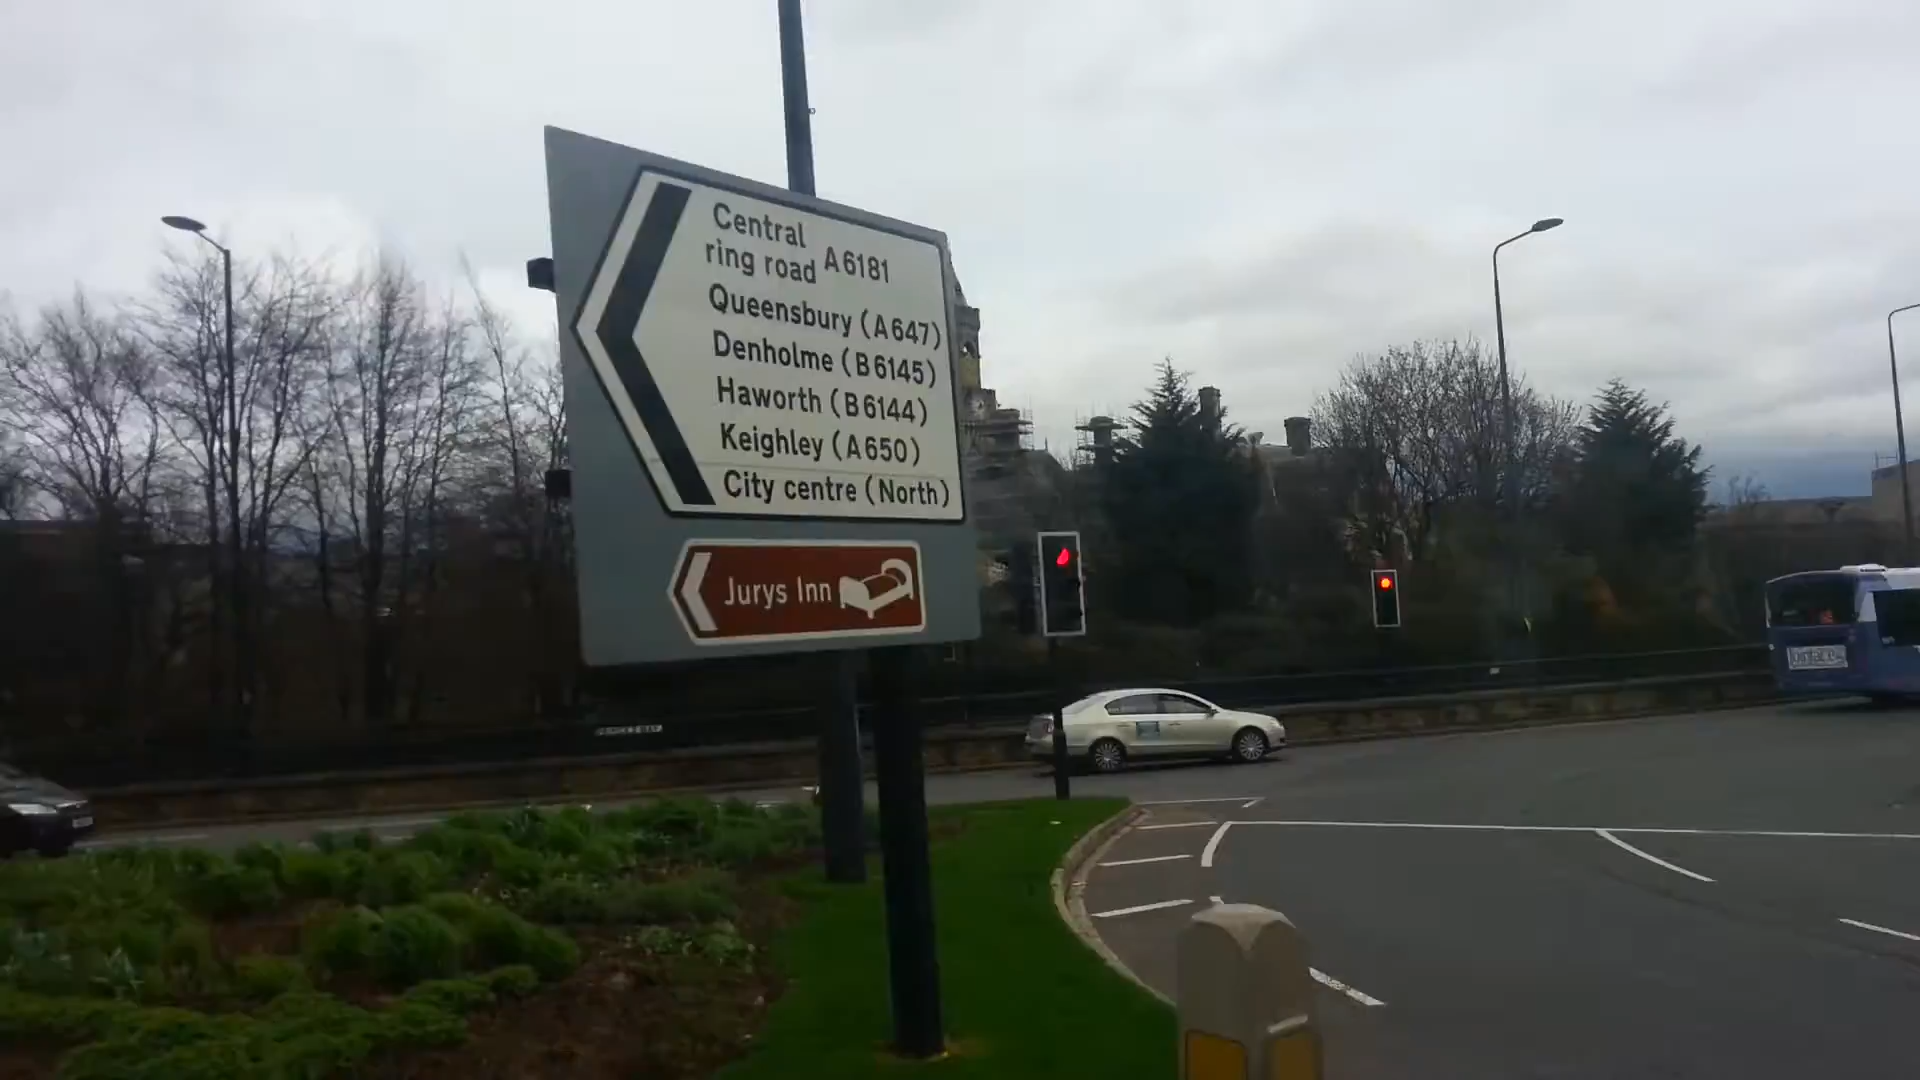 Central
ring road A6181
Queensbury (A647)
Denholme (B6145)
Haworth (B6144)
Keighley (A650)
City centre (North)
Jurys Inn